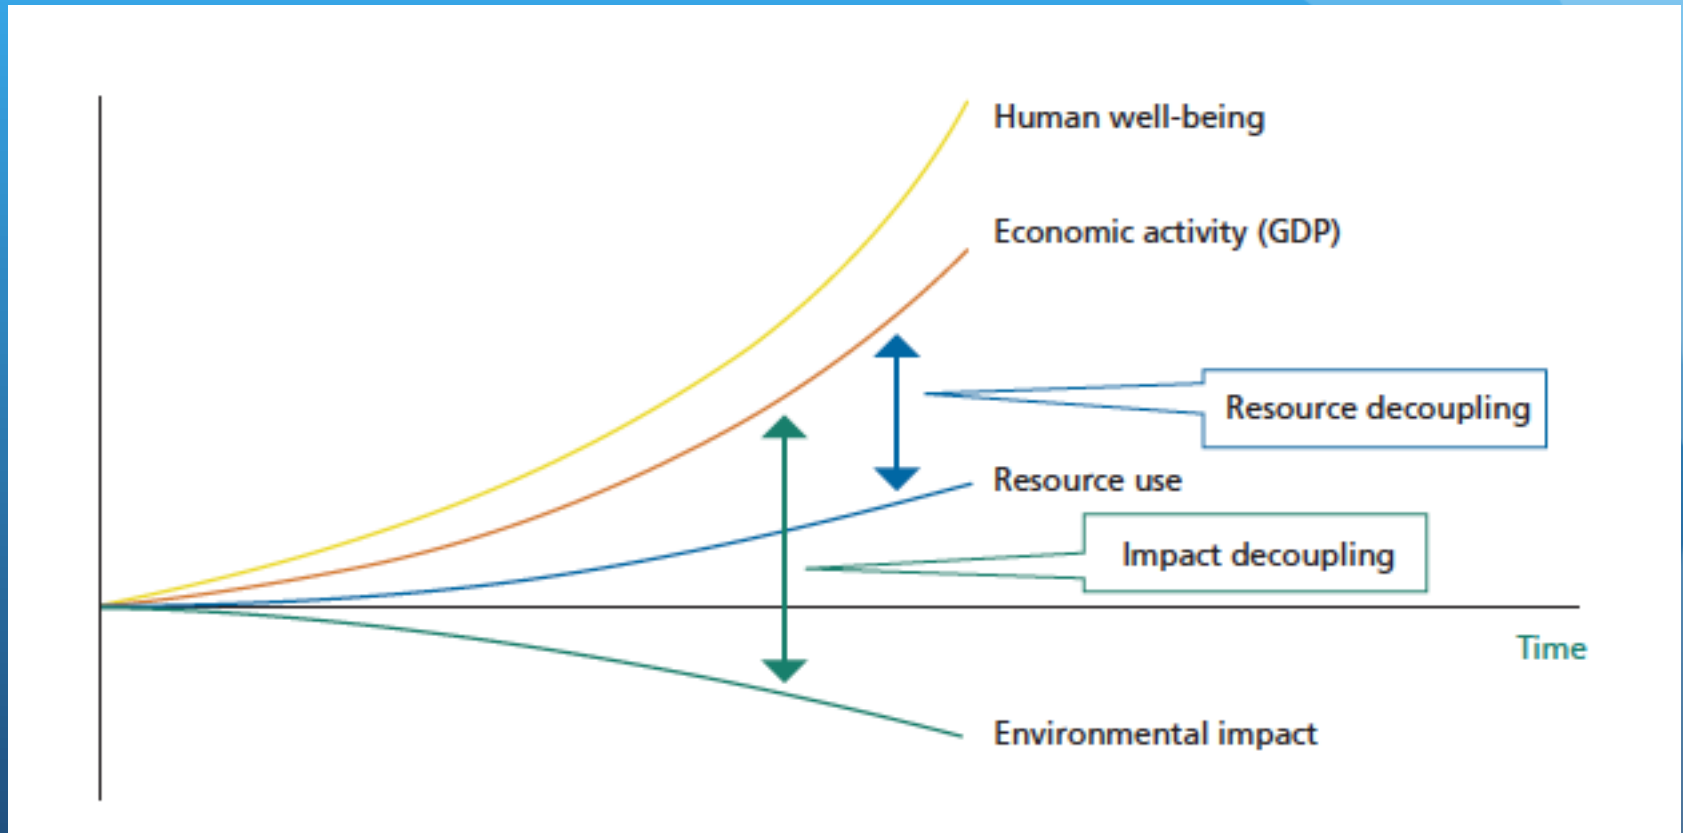 Human well-being
Economic activity (GDP)
Resource decoupling
Resource use
Impact decoupling
Time
Environmental impact